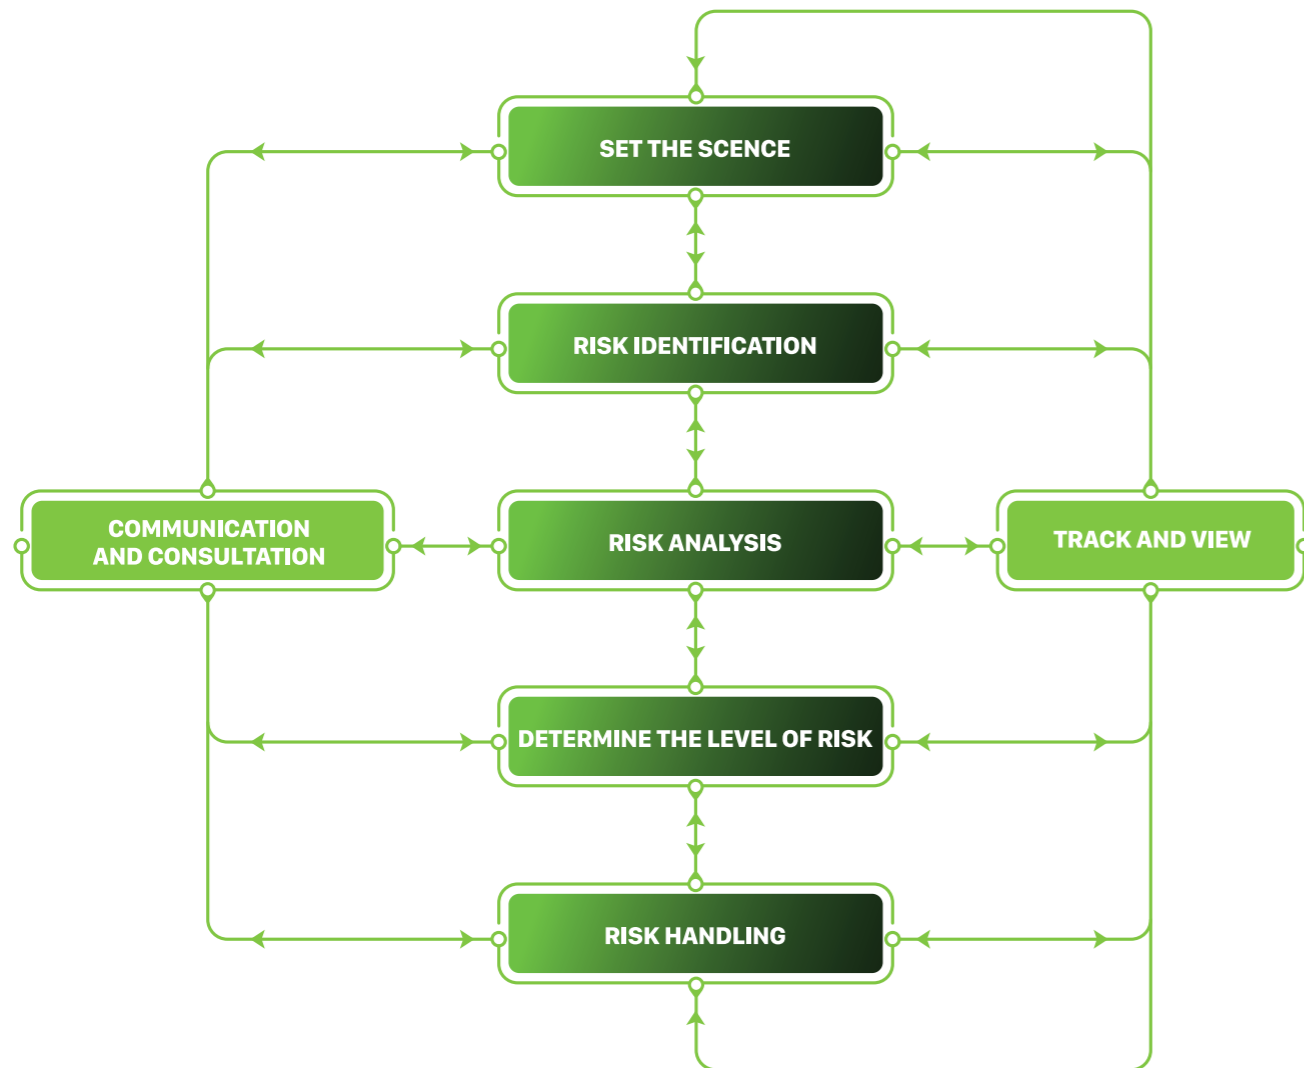 SET THE SCENCE
RISK IDENTIFICATION
COMMUNICATION
AND CONSULTATION
RISK ANALYSIS
TRACK AND VIEW
DETERMINE THE LEVEL OF RISK
RISK HANDLING